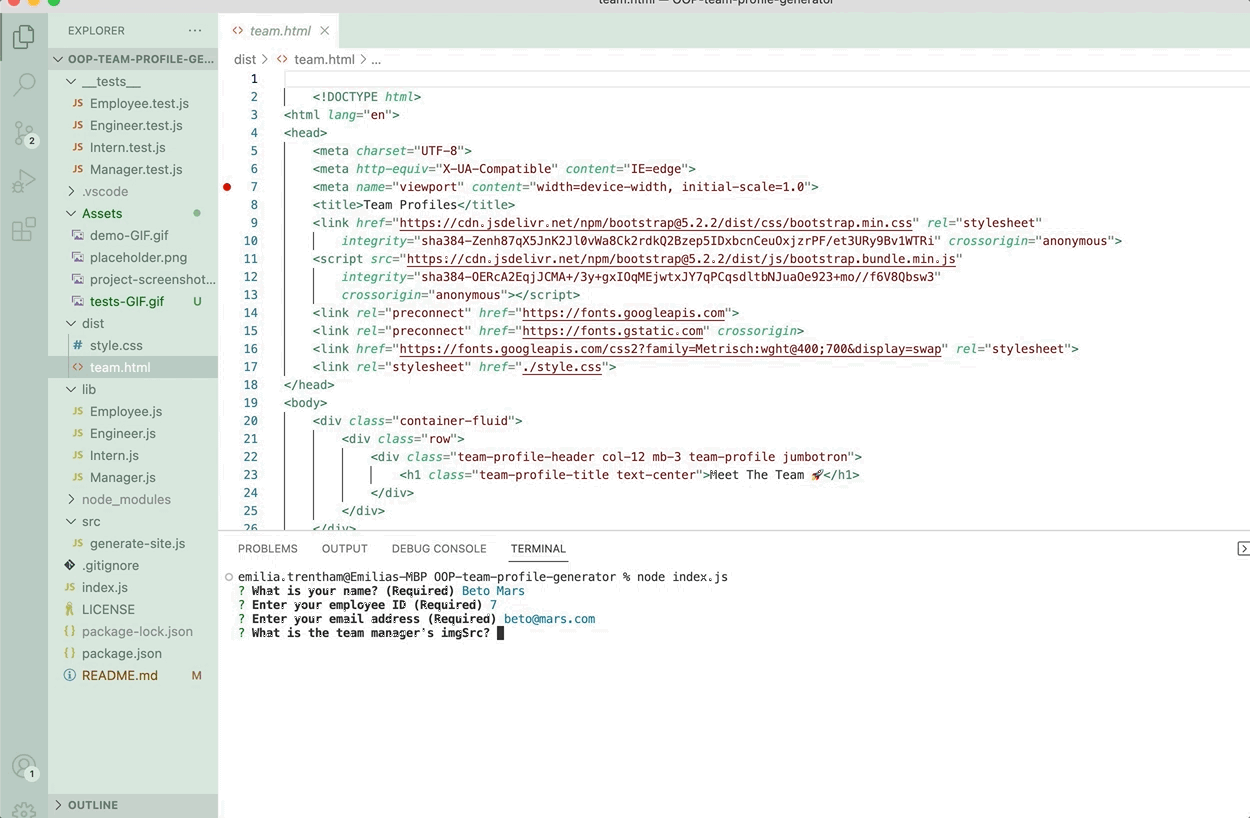 team.html — OOP-team-profile-generator
EXPLORER ...
OOP-TEAM-PROFILE-GE...
__tests__
JS Employee.test.js
JS Engineer.test.js
JS Intern.test.js
JS Manager.test.js
.vscode
Assets
demo-GIF.gif
placeholder.png
project-screenshot...
tests-GIF.gif U
dist
# style.css
<> team.html
lib
JS Employee.js
JS Engineer.js
JS Intern.js
JS Manager.js
node_modules
src
JS generate-site.js
.gitignore
JS index.js
LICENSE
{} package-lock.json
{} package.json
README.md M
OUTLINE
2
1
<> team.html
dist > <> team.html > ...
1
2 <!DOCTYPE html>
3 <html lang="en">
4 <head>
5 <meta charset="UTF-8">
6 <meta http-equiv="X-UA-Compatible" content="IE=edge">
7 <meta name="viewport" content="width=device-width, initial-scale=1.0">
8 <title>Team Profiles</title>
9 <link href="https://cdn.jsdelivr.net/npm/bootstrap@5.2.2/dist/css/bootstrap.min.css" rel="stylesheet"
10 integrity="sha384-Zenh87qX5JnK2Jl0vWa8Ck2rdkQ2Bzep5IDxbcnCeuOxjzrPF/et3URy9Bv1WTRi" crossorigin="anonymous">
11 <script src="https://cdn.jsdelivr.net/npm/bootstrap@5.2.2/dist/js/bootstrap.bundle.min.js"
12 integrity="sha384-OERcA2EqjJCMA+/3y+gxIOqMEjwtxJY7qPCqsdltbNJuaOe923+mo//f6V8Qbsw3"
13 crossorigin="anonymous"></script>
14 <link rel="preconnect" href="https://fonts.googleapis.com">
15 <link rel="preconnect" href="https://fonts.gstatic.com" crossorigin>
16 <link href="https://fonts.googleapis.com/css2?family=Metrisch:wght@400;700&display=swap" rel="stylesheet">
17 <link rel="stylesheet" href="./style.css">
18 </head>
19 <body>
20 <div class="container-fluid">
21 <div class="row">
22 <div class="team-profile-header col-12 mb-3 team-profile jumbotron">
23 <h1 class="team-profile-title text-center">Meet The Team 🚀</h1>
24 </div>
25 </div>
26 </div>
PROBLEMS OUTPUT DEBUG CONSOLE TERMINAL
emilia.trentham@Emilias-MBP OOP-team-profile-generator % node index.js
? What is your name? (Required) Beto Mars
? Enter your employee ID (Required) 7
? Enter your email address (Required) beto@mars.com
? What is the team manager's imgSrc?